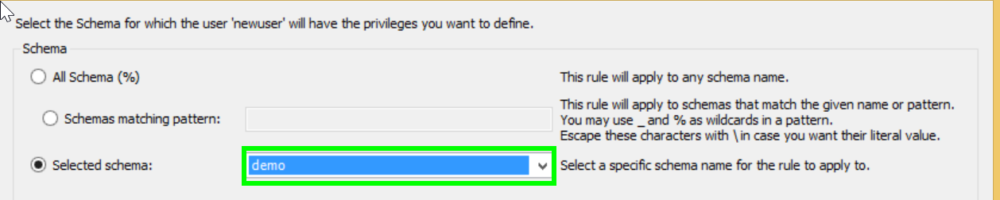 Select the Schema for which the user 'newuser' will have the privileges you want to define.
Schema
All Schema (%)
This rule will apply to any schema name.
Schemas matching pattern:
This rule will apply to schemas that match the given name or pattern.
You may use _ and % as wildcards in a pattern.
Escape these characters with \ in case you want their literal value.
Selected schema:
demo
Select a specific schema name for the rule to apply to.